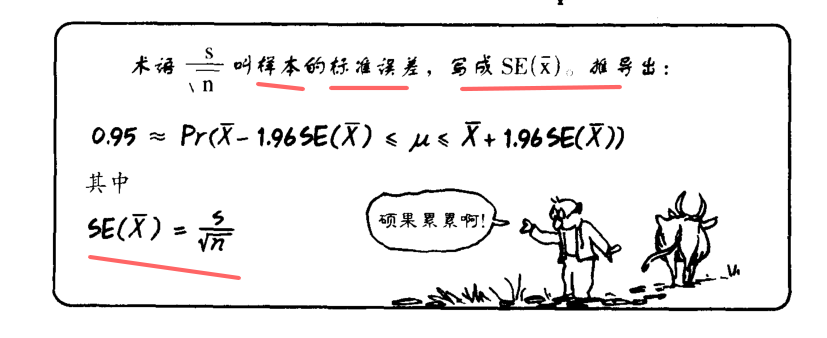 术语 s/√n 叫样本的标准误差，写成 SE(x̄)。推导出：
0.95 ≈ Pr(X̄ − 1.96SE(X̄) ≤ μ ≤ X̄ + 1.96SE(X̄))
其中
SE(X̄) = s/√n
硕果累累啊!